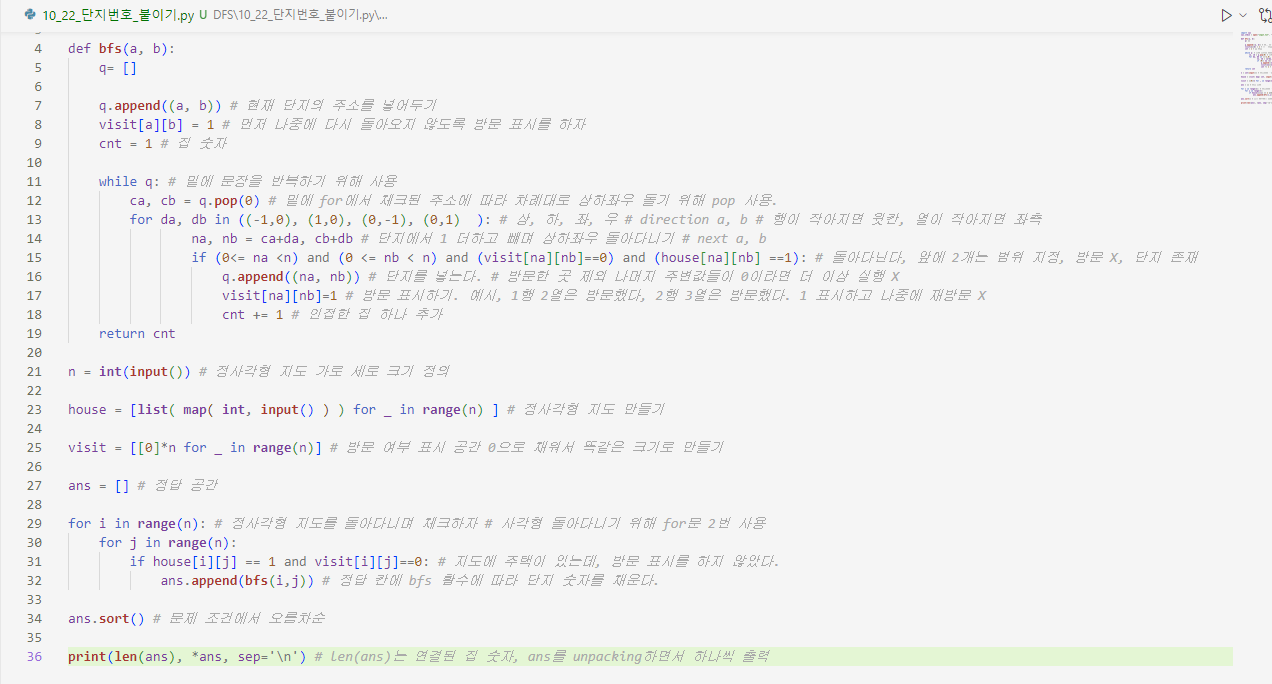 10_22_단지번호_붙이기.py U DFS\10_22_단지번호_붙이기.py\...
4 def bfs(a, b):
5 q= []
6
7 q.append((a, b)) # 현재 단지의 주소를 넣어두기
8 visit[a][b] = 1 # 먼저 나중에 다시 돌아오지 않도록 방문 표시를 하자
9 cnt = 1 # 집 숫자
10
11 while q: # 밑에 문장을 반복하기 위해 사용
12 ca, cb = q.pop(0) # 밑에 for에서 체크된 주소에 따라 차례대로 상하좌우 돌기 위해 pop 사용.
13 for da, db in ((-1,0), (1,0), (0,-1), (0,1)  ): # 상, 하, 좌, 우 # direction a, b # 행이 작아지면 윗칸, 열이 작아지면 좌측
14 na, nb = ca+da, cb+db # 단지에서 1 더하고 빼며 상하좌우 돌아다니기 # next a, b
15 if (0<= na <n) and (0 <= nb < n) and (visit[na][nb]==0) and (house[na][nb] ==1): # 돌아다닌다, 앞에 2개는 범위 지정, 방문 X, 단지 존재
16 q.append((na, nb)) # 단지를 넣는다. # 방문한 곳 제외 나머지 주변값들이 0이라면 더 이상 실행 X
17 visit[na][nb]=1 # 방문 표시하기. 예시, 1행 2열은 방문했다, 2행 3열은 방문했다. 1 표시하고 나중에 재방문 X
18 cnt += 1 # 인접한 집 하나 추가
19 return cnt
20
21 n = int(input()) # 정사각형 지도 가로 세로 크기 정의
22
23 house = [list( map( int, input() ) ) for _ in range(n) ] # 정사각형 지도 만들기
24
25 visit = [[0]*n for _ in range(n)] # 방문 여부 표시 공간 0으로 채워서 똑같은 크기로 만들기
26
27 ans = [] # 정답 공간
28
29 for i in range(n): # 정사각형 지도를 돌아다니며 체크하자 # 사각형 돌아다니기 위해 for문 2번 사용
30 for j in range(n):
31 if house[i][j] == 1 and visit[i][j]==0: # 지도에 주택이 있는데, 방문 표시를 하지 않았다.
32 ans.append(bfs(i,j)) # 정답 칸에 bfs 함수에 따라 단지 숫자를 채운다.
33
34 ans.sort() # 문제 조건에서 오름차순
35
36 print(len(ans), *ans, sep='\n') # len(ans)는 연결된 집 숫자, ans를 unpacking하면서 하나씩 출력